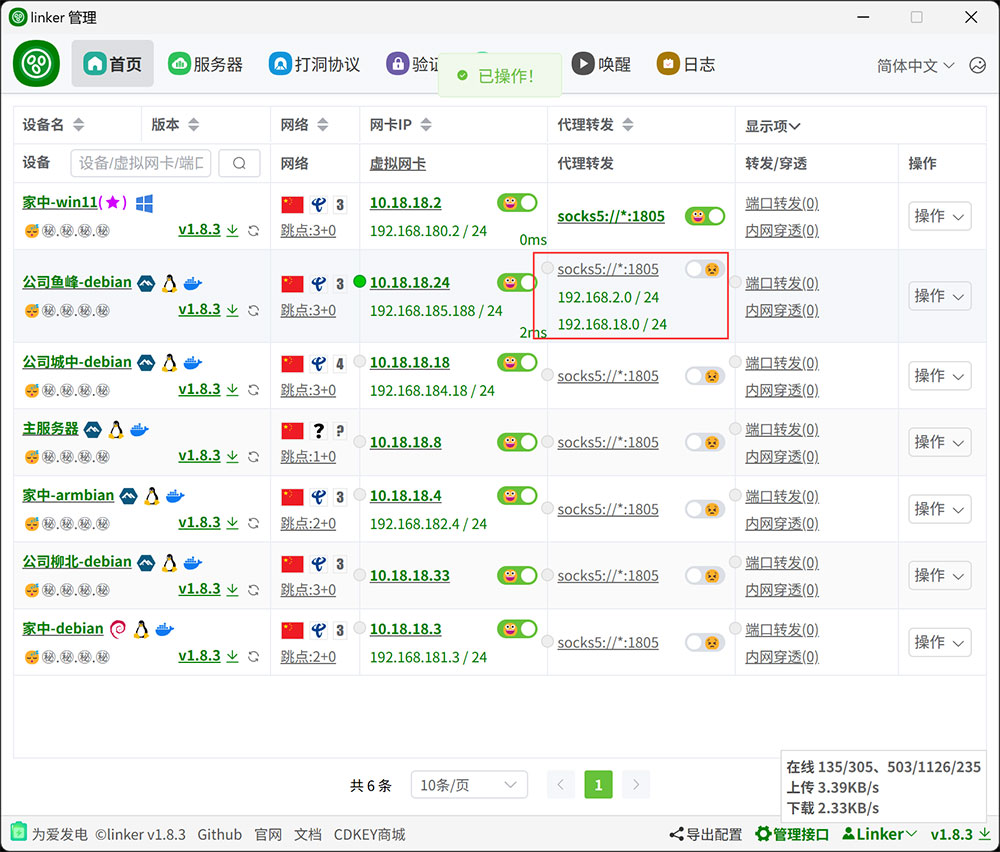 linker 管理
首页 服务器 打洞协议 验证 唤醒 日志 简体中文
已操作!
设备名 版本 网络 网卡IP 代理转发 显示项
设备 设备/虚拟网卡/端口 网络 虚拟网卡 代理转发 转发/穿透 操作
家中-win11(★) 3 10.18.18.2 socks5://*:1805 端口转发(0) 操作
秘.秘.秘.秘 v1.8.3 跳点:3+0 192.168.180.2 / 24 内网穿透(0)
0ms
公司鱼峰-debian 3 10.18.18.24 socks5://*:1805 端口转发(0) 操作
192.168.2.0 / 24
秘.秘.秘.秘 v1.8.3 跳点:3+0 192.168.185.188 / 24 内网穿透(0)
192.168.18.0 / 24
2ms
公司城中-debian 4 10.18.18.18 socks5://*:1805 端口转发(0) 操作
秘.秘.秘.秘 v1.8.3 跳点:3+0 192.168.184.18 / 24 内网穿透(0)
主服务器 ? ? 10.18.18.8 socks5://*:1805 端口转发(0) 操作
秘.秘.秘.秘 v1.8.3 跳点:1+0 内网穿透(0)
家中-armbian 3 10.18.18.4 socks5://*:1805 端口转发(0) 操作
秘.秘.秘.秘 v1.8.3 跳点:2+0 192.168.182.4 / 24 内网穿透(0)
公司柳北-debian 3 10.18.18.33 socks5://*:1805 端口转发(0) 操作
秘.秘.秘.秘 v1.8.3 跳点:3+0 内网穿透(0)
家中-debian 3 10.18.18.3 socks5://*:1805 端口转发(0) 操作
秘.秘.秘.秘 v1.8.3 跳点:2+0 192.168.181.3 / 24 内网穿透(0)
共 6 条 10条/页 1
在线 135/305、503/1126/235
上传 3.39KB/s
下载 2.33KB/s
为爱发电 ©linker v1.8.3 Github 官网 文档 CDKEY商城 导出配置 管理接口 Linker v1.8.3